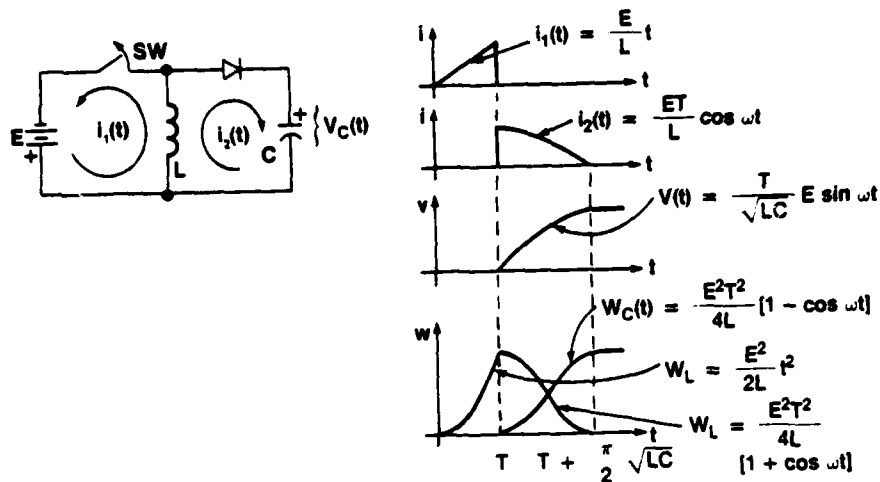 SW
E
+
i₁(t)
L
i₂(t)
C
+
V_C(t)
i
i₁(t) = E/L t
t
i
i₂(t) = ET/L cos ωt
t
v
V(t) = T/√LC E sin ωt
t
w
W_C(t) = E²T²/4L [1 − cos ωt]
W_L = E²/2L t²
W_L = E²T²/4L
[1 + cos ωt]
t
T T + π/2 √LC